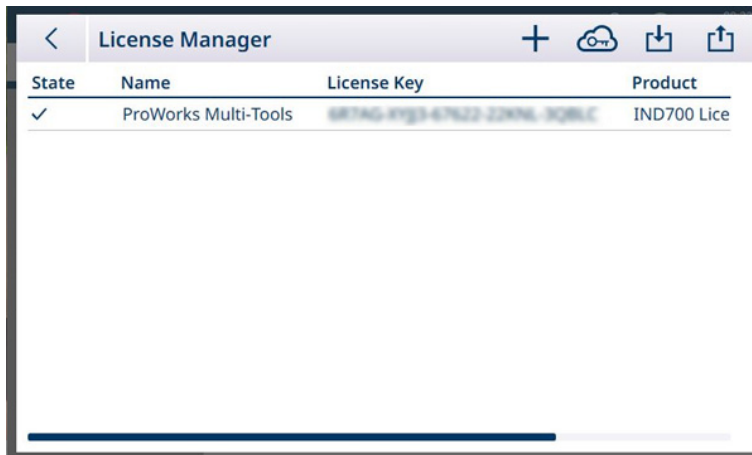 License Manager
State Name License Key Product
ProWorks Multi-Tools IND700 Lice